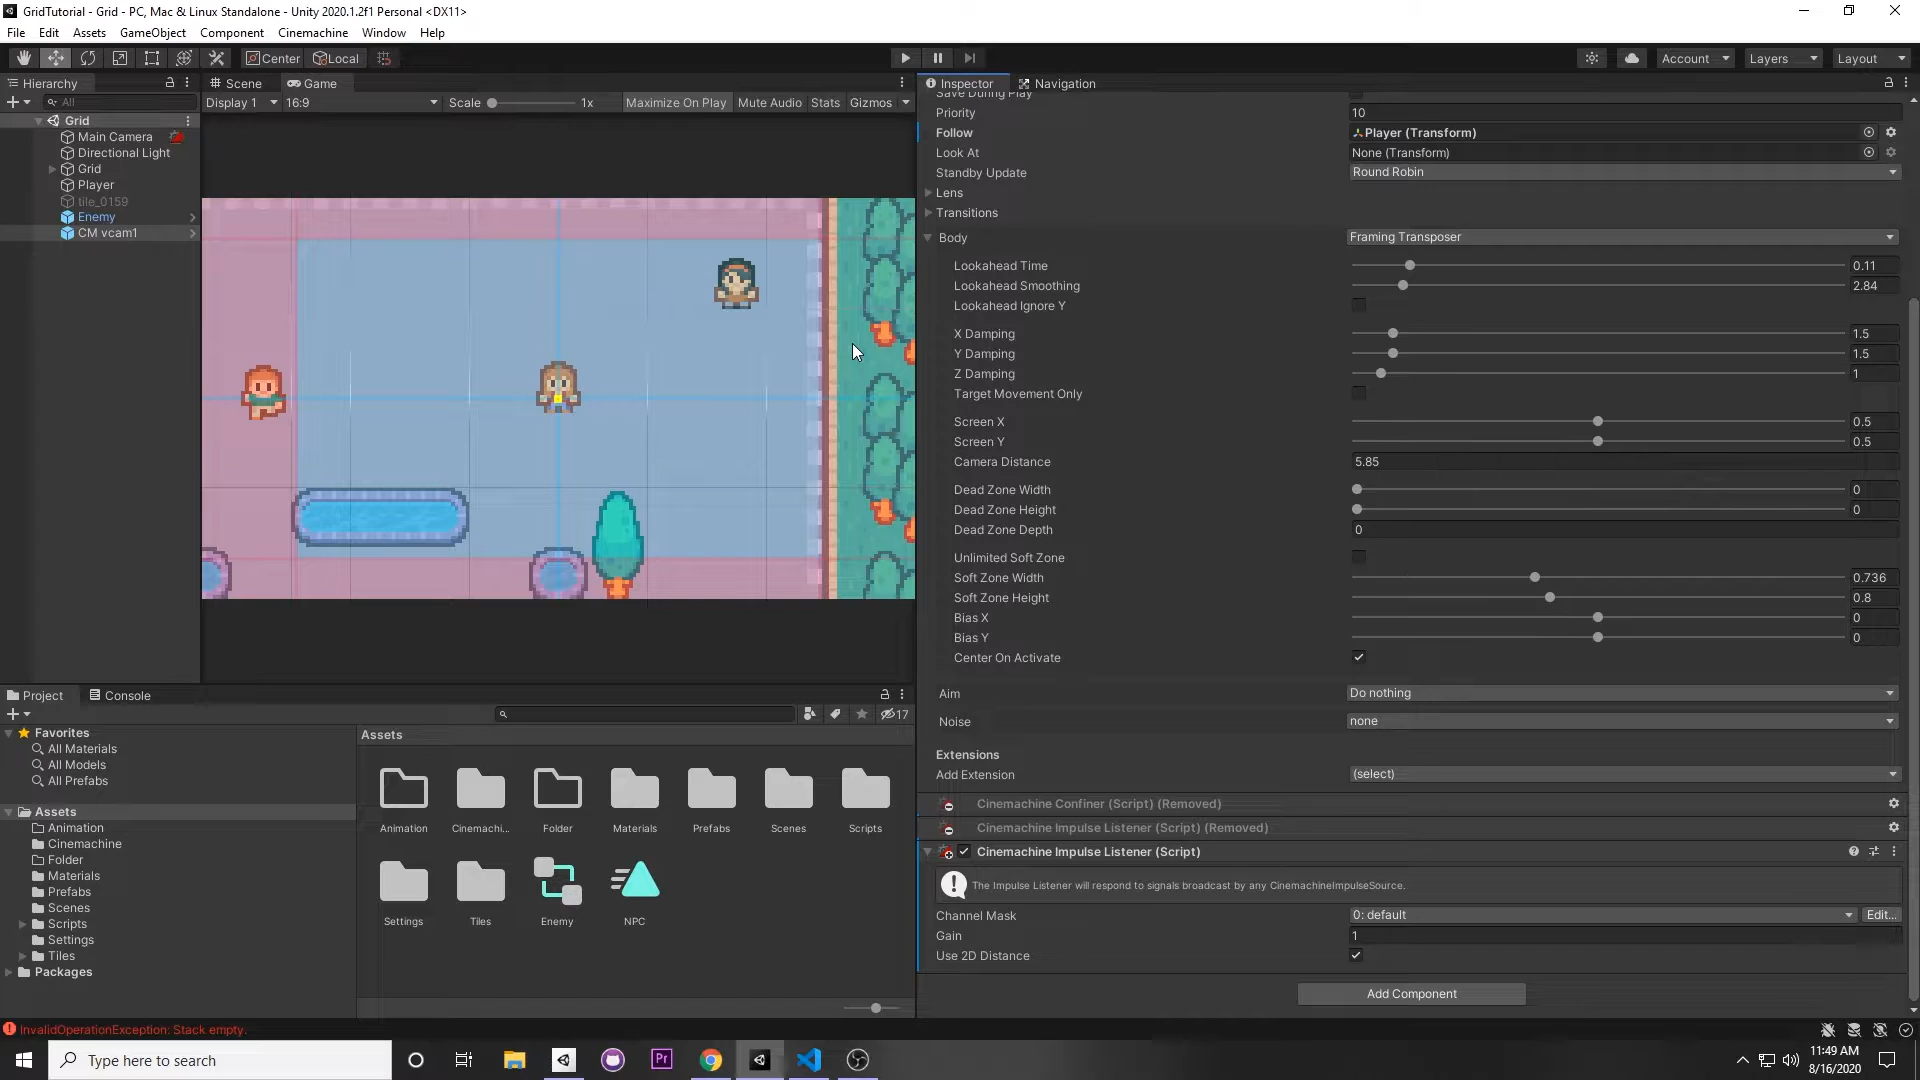 GridTutorial - Grid - PC, Mac & Linux Standalone - Unity 2020.1.2f1 Personal <DX11>
File Edit Assets GameObject Component Cinemachine Window Help
Center Local Account Layers Layout
Hierarchy
All
Grid
Main Camera
Directional Light
Grid
Player
tile_0159
Enemy
CM vcam1
Scene Game
Display 1 16:9 Scale 1x Maximize On Play Mute Audio Stats Gizmos
Inspector Navigation
Save During Play
Priority 10
Follow Player (Transform)
Look At None (Transform)
Standby Update Round Robin
Lens
Transitions
Body Framing Transposer
Lookahead Time 0.11
Lookahead Smoothing 2.84
Lookahead Ignore Y
X Damping 1.5
Y Damping 1.5
Z Damping 1
Target Movement Only
Screen X 0.5
Screen Y 0.5
Camera Distance 5.85
Dead Zone Width 0
Dead Zone Height 0
Dead Zone Depth 0
Unlimited Soft Zone
Soft Zone Width 0.736
Soft Zone Height 0.8
Bias X 0
Bias Y 0
Center On Activate
Aim Do nothing
Noise none
Extensions
Add Extension (select)
Cinemachine Confiner (Script) (Removed)
Cinemachine Impulse Listener (Script) (Removed)
Cinemachine Impulse Listener (Script)
The Impulse Listener will respond to signals broadcast by any CinemachineImpulseSource.
Channel Mask 0: default Edit...
Gain 1
Use 2D Distance
Add Component
Project Console
17
Favorites
All Materials
All Models
All Prefabs
Assets
Animation
Cinemachine
Folder
Materials
Prefabs
Scenes
Scripts
Settings
Tiles
Packages
Assets
Animation Cinemachi... Folder Materials Prefabs Scenes Scripts
Settings Tiles Enemy NPC
InvalidOperationException: Stack empty.
Type here to search
Pr
11:49 AM
8/16/2020